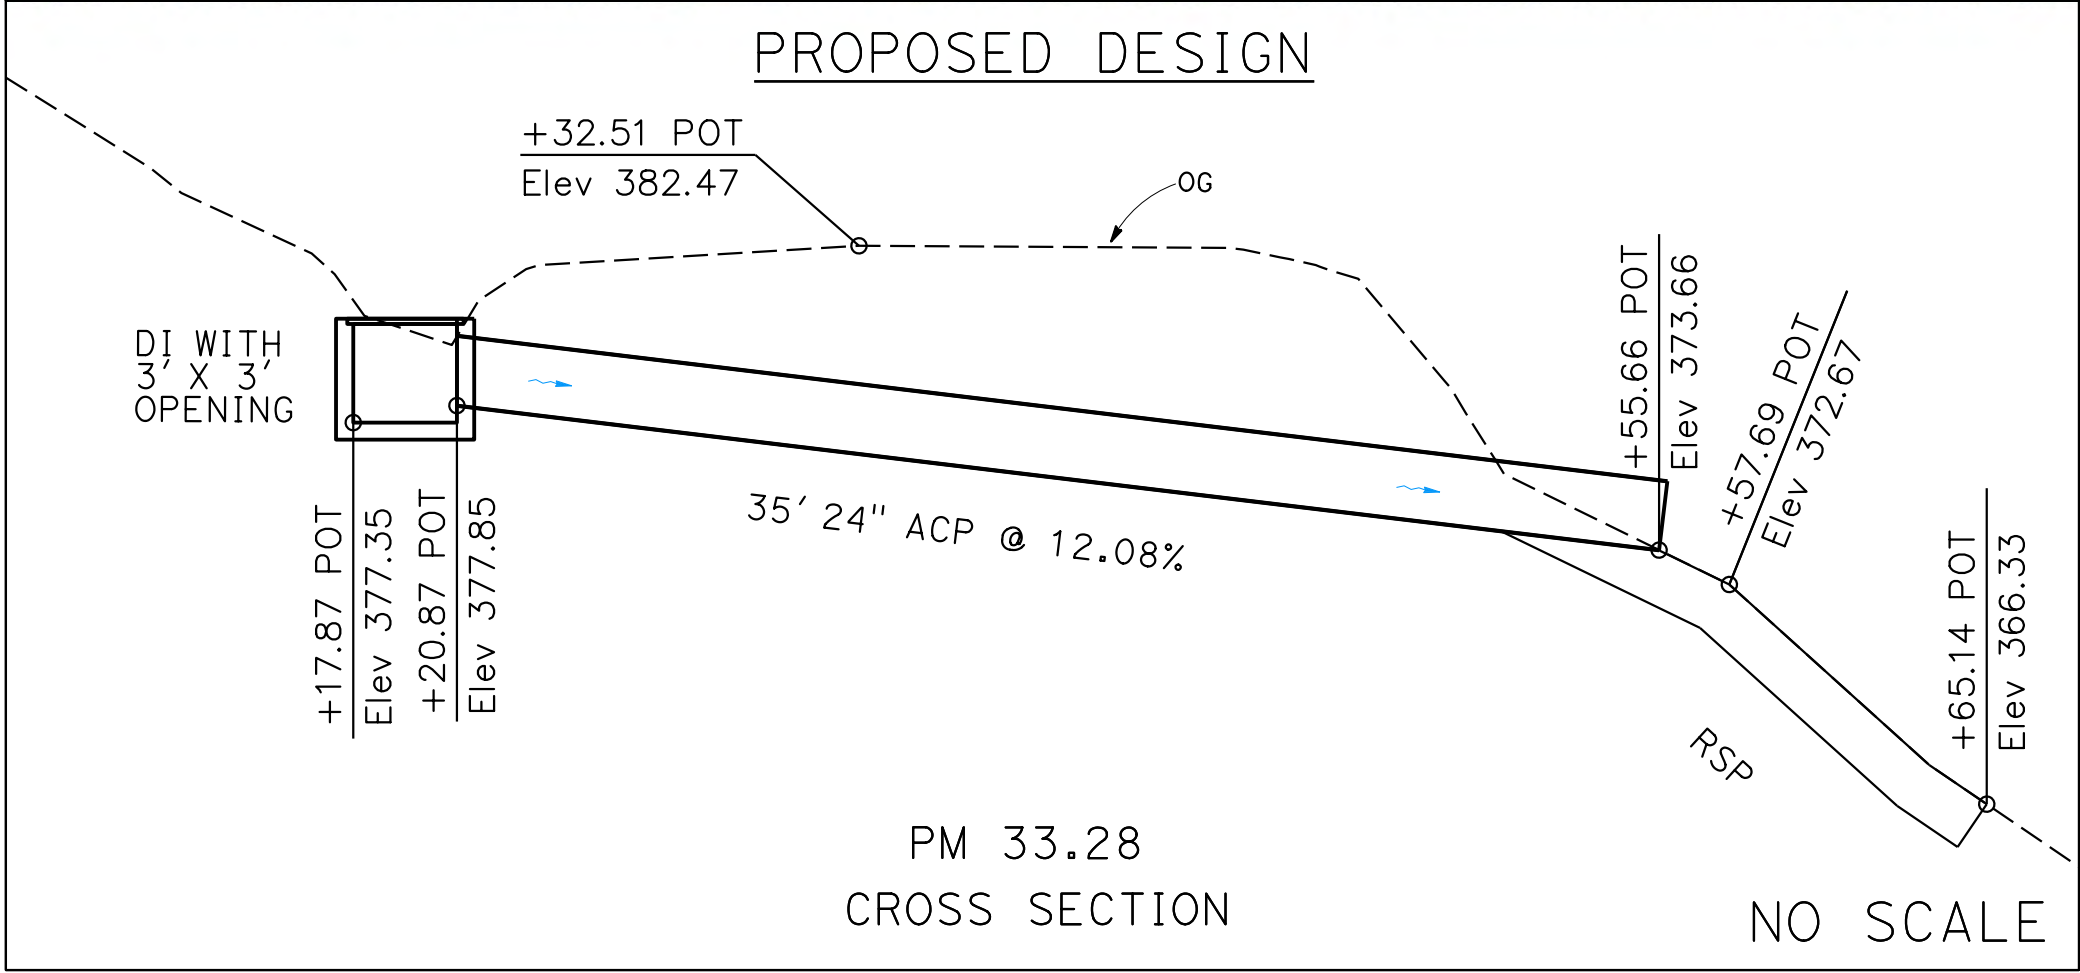 PROPOSED DESIGN
+32.51 POT
Elev 382.47
OG
DI WITH
3' X 3'
OPENING
+17.87 POT
Elev 377.35
+20.87 POT
Elev 377.85
35' 24" ACP @ 12.08%
+55.66 POT
Elev 373.66
+57.69 POT
Elev 372.67
+65.14 POT
Elev 366.33
RSP
PM 33.28
CROSS SECTION
NO SCALE